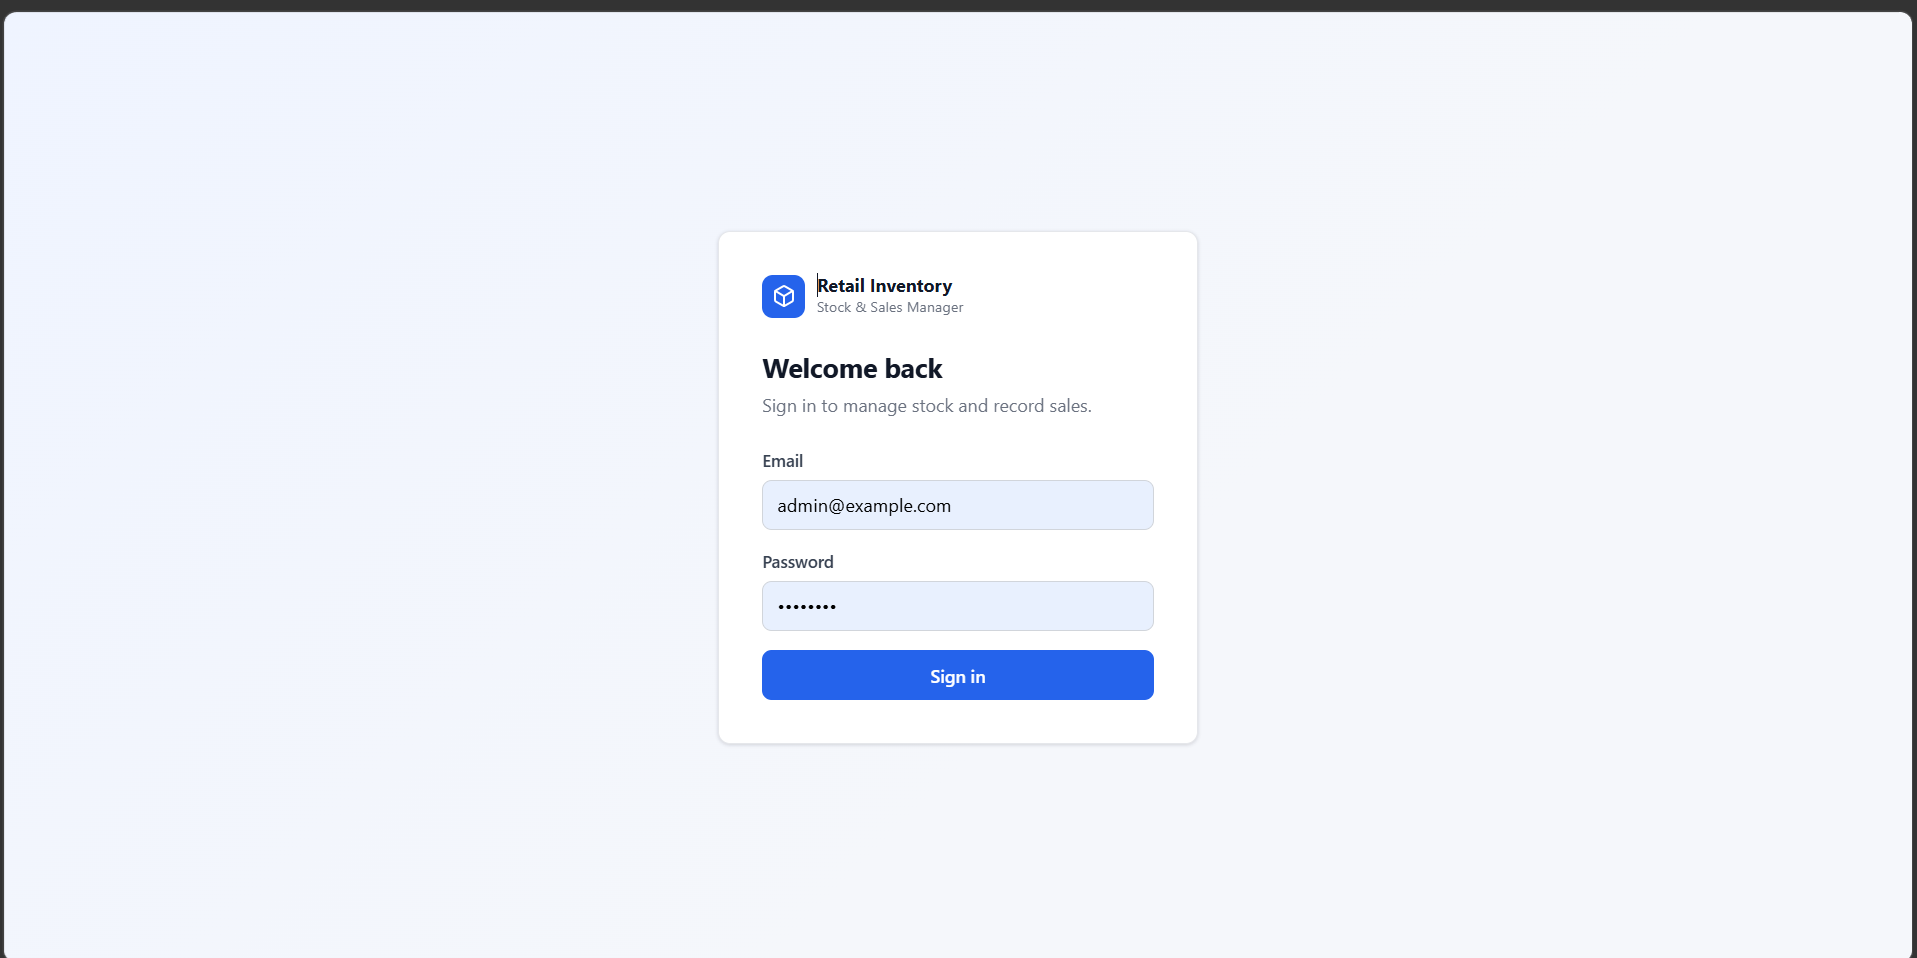 Retail Inventory
Stock & Sales Manager
Welcome back
Sign in to manage stock and record sales.
Email
admin@example.com
Password
••••••••
Sign in